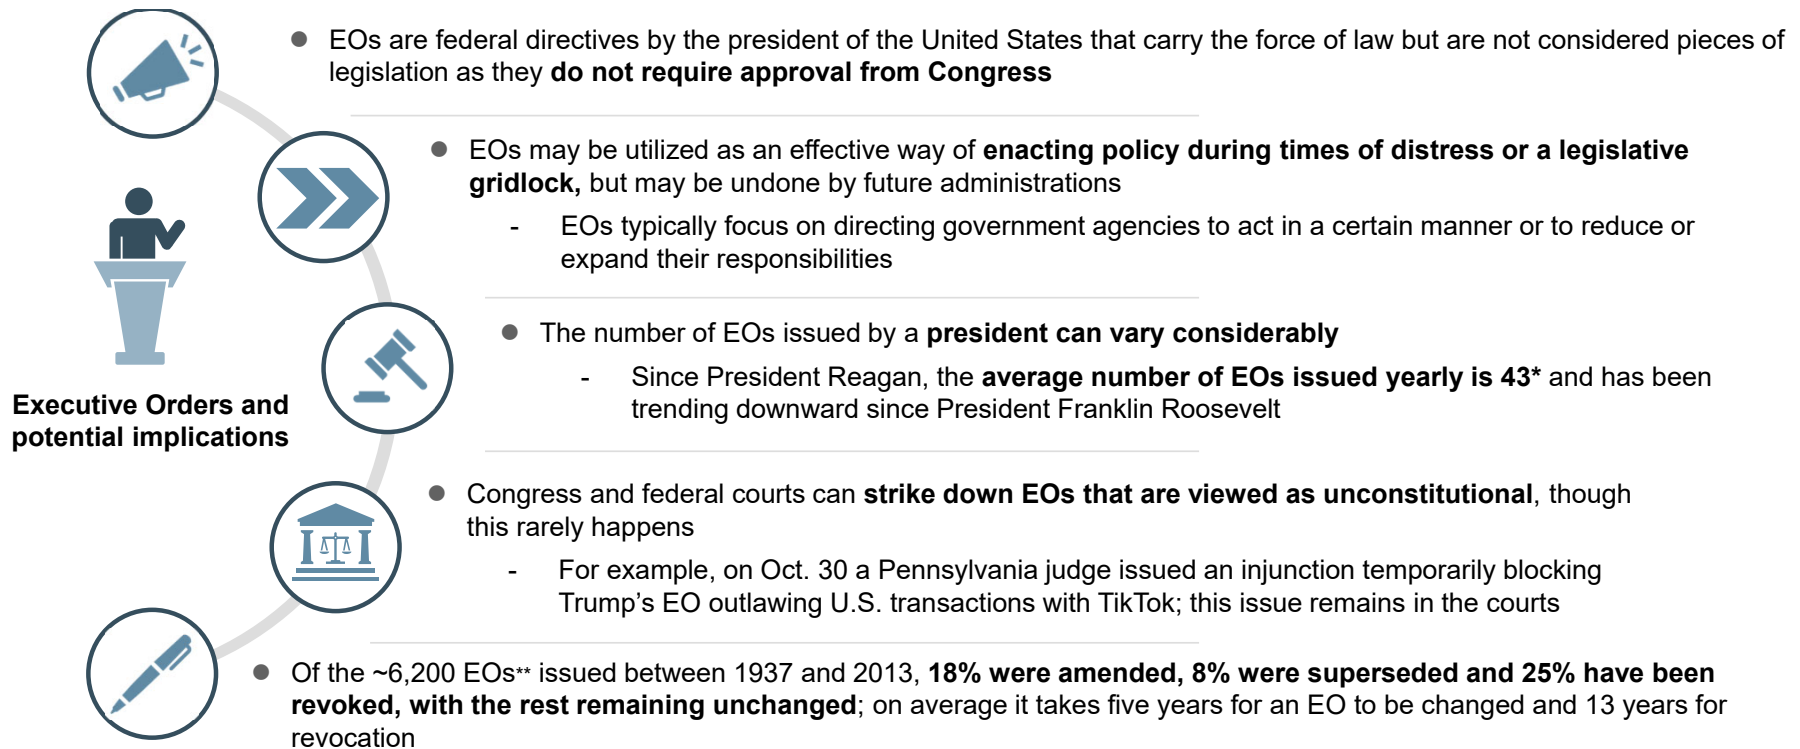 ● EOs are federal directives by the president of the United States that carry the force of law but are not considered pieces of
legislation as they do not require approval from Congress
● EOs may be utilized as an effective way of enacting policy during times of distress or a legislative
gridlock, but may be undone by future administrations
- EOs typically focus on directing government agencies to act in a certain manner or to reduce or
expand their responsibilities
● The number of EOs issued by a president can vary considerably
- Since President Reagan, the average number of EOs issued yearly is 43* and has been
trending downward since President Franklin Roosevelt
Executive Orders and
potential implications
● Congress and federal courts can strike down EOs that are viewed as unconstitutional, though
this rarely happens
- For example, on Oct. 30 a Pennsylvania judge issued an injunction temporarily blocking
Trump’s EO outlawing U.S. transactions with TikTok; this issue remains in the courts
● Of the ~6,200 EOs** issued between 1937 and 2013, 18% were amended, 8% were superseded and 25% have been
revoked, with the rest remaining unchanged; on average it takes five years for an EO to be changed and 13 years for
revocation